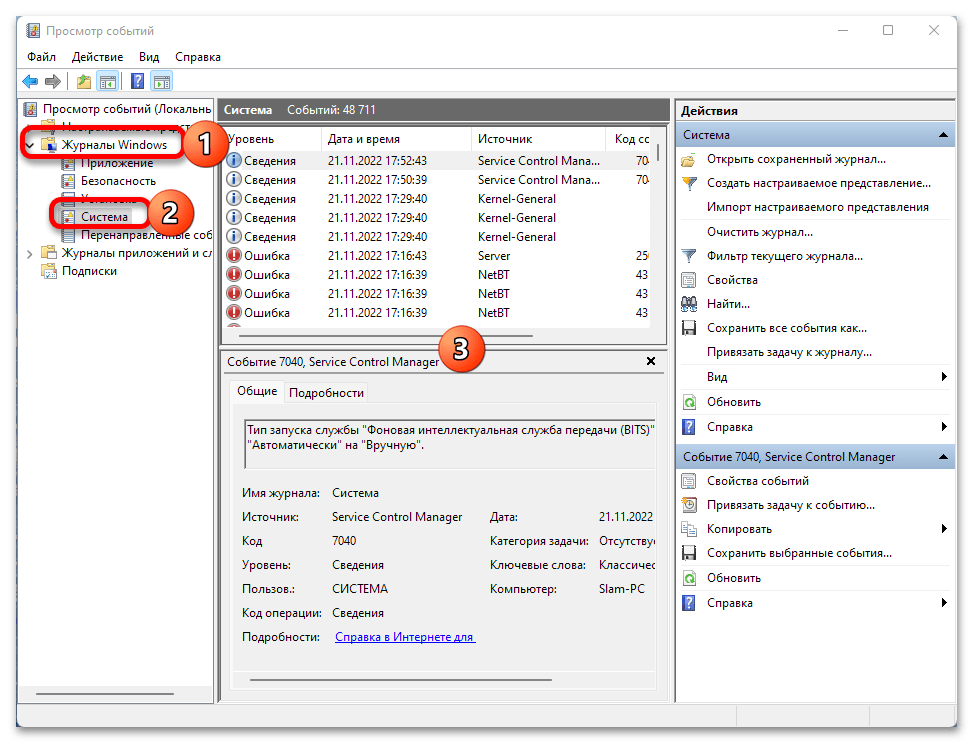 Просмотр событий
Файл Действие Вид Справка
Просмотр событий (Локальнь
Журналы Windows
Приложение
Безопасность
Система
Перенаправленные соб
Журналы приложений и сл
Подписки
1
2
Система Событий: 48 711
Уровень Дата и время Источник Код со
Сведения 21.11.2022 17:52:43 Service Control Mana... 704
Сведения 21.11.2022 17:50:39 Service Control Mana... 704
Сведения 21.11.2022 17:29:40 Kernel-General
Сведения 21.11.2022 17:29:40 Kernel-General
Сведения 21.11.2022 17:29:40 Kernel-General
Ошибка 21.11.2022 17:16:43 Server 250
Ошибка 21.11.2022 17:16:39 NetBT 43
Ошибка 21.11.2022 17:16:39 NetBT 43
Ошибка 21.11.2022 17:16:39 NetBT 43
3
Событие 7040, Service Control Manager
Общие Подробности
Тип запуска службы "Фоновая интеллектуальная служба передачи (BITS)"
"Автоматически" на "Вручную".
Имя журнала: Система
Источник: Service Control Manager Дата: 21.11.2022
Код 7040 Категория задачи: Отсутству
Уровень: Сведения Ключевые слова: Классичес
Пользов.: СИСТЕМА Компьютер: Slam-PC
Код операции: Сведения
Подробности: Справка в Интернете для
Действия
Система
Открыть сохраненный журнал...
Создать настраиваемое представление...
Импорт настраиваемого представления
Очистить журнал...
Фильтр текущего журнала...
Свойства
Найти...
Сохранить все события как...
Привязать задачу к журналу...
Вид
Обновить
Справка
Событие 7040, Service Control Manager
Свойства событий
Привязать задачу к событию...
Копировать
Сохранить выбранные события...
Обновить
Справка